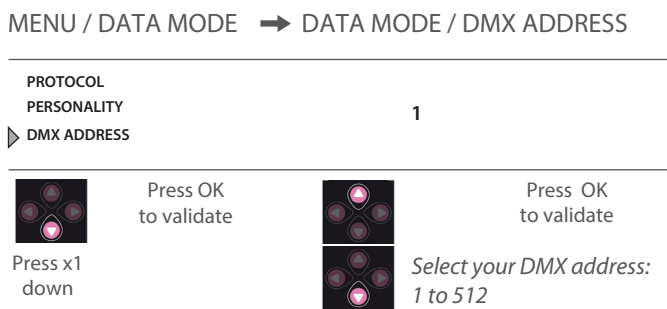 MENU / DATA MODE ➞ DATA MODE / DMX ADDRESS
PROTOCOL
PERSONALITY
DMX ADDRESS
1
Press OK
to validate
Press x1
down
Press OK
to validate
Select your DMX address:
1 to 512